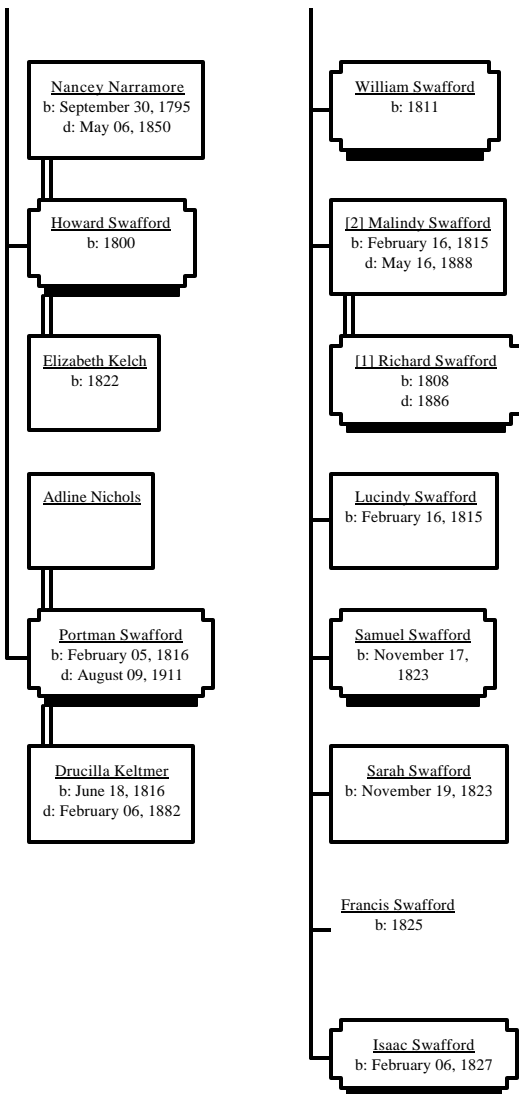 Nancey Narramore
b: September 30, 1795
d: May 06, 1850
Howard Swafford
b: 1800
Elizabeth Kelch
b: 1822
Adline Nichols
Portman Swafford
b: February 05, 1816
d: August 09, 1911
Drucilla Keltmer
b: June 18, 1816
d: February 06, 1882
William Swafford
b: 1811
[2] Malindy Swafford
b: February 16, 1815
d: May 16, 1888
[1] Richard Swafford
b: 1808
d: 1886
Lucindy Swafford
b: February 16, 1815
Samuel Swafford
b: November 17,
1823
Sarah Swafford
b: November 19, 1823
Francis Swafford
b: 1825
Isaac Swafford
b: February 06, 1827